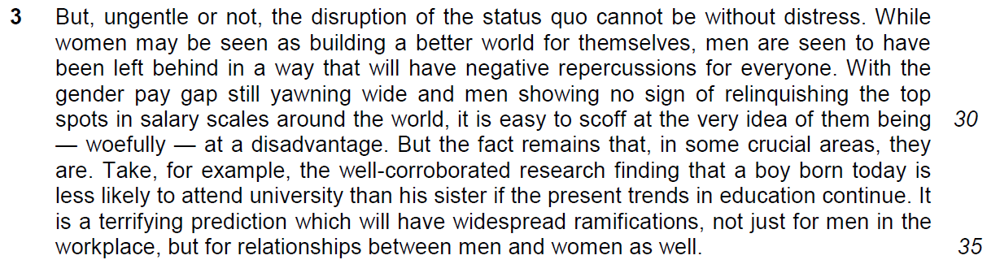 3 But, ungentle or not, the disruption of the status quo cannot be without distress. While
women may be seen as building a better world for themselves, men are seen to have
been left behind in a way that will have negative repercussions for everyone. With the
gender pay gap still yawning wide and men showing no sign of relinquishing the top
spots in salary scales around the world, it is easy to scoff at the very idea of them being 30
— woefully — at a disadvantage. But the fact remains that, in some crucial areas, they
are. Take, for example, the well-corroborated research finding that a boy born today is
less likely to attend university than his sister if the present trends in education continue. It
is a terrifying prediction which will have widespread ramifications, not just for men in the
workplace, but for relationships between men and women as well. 35